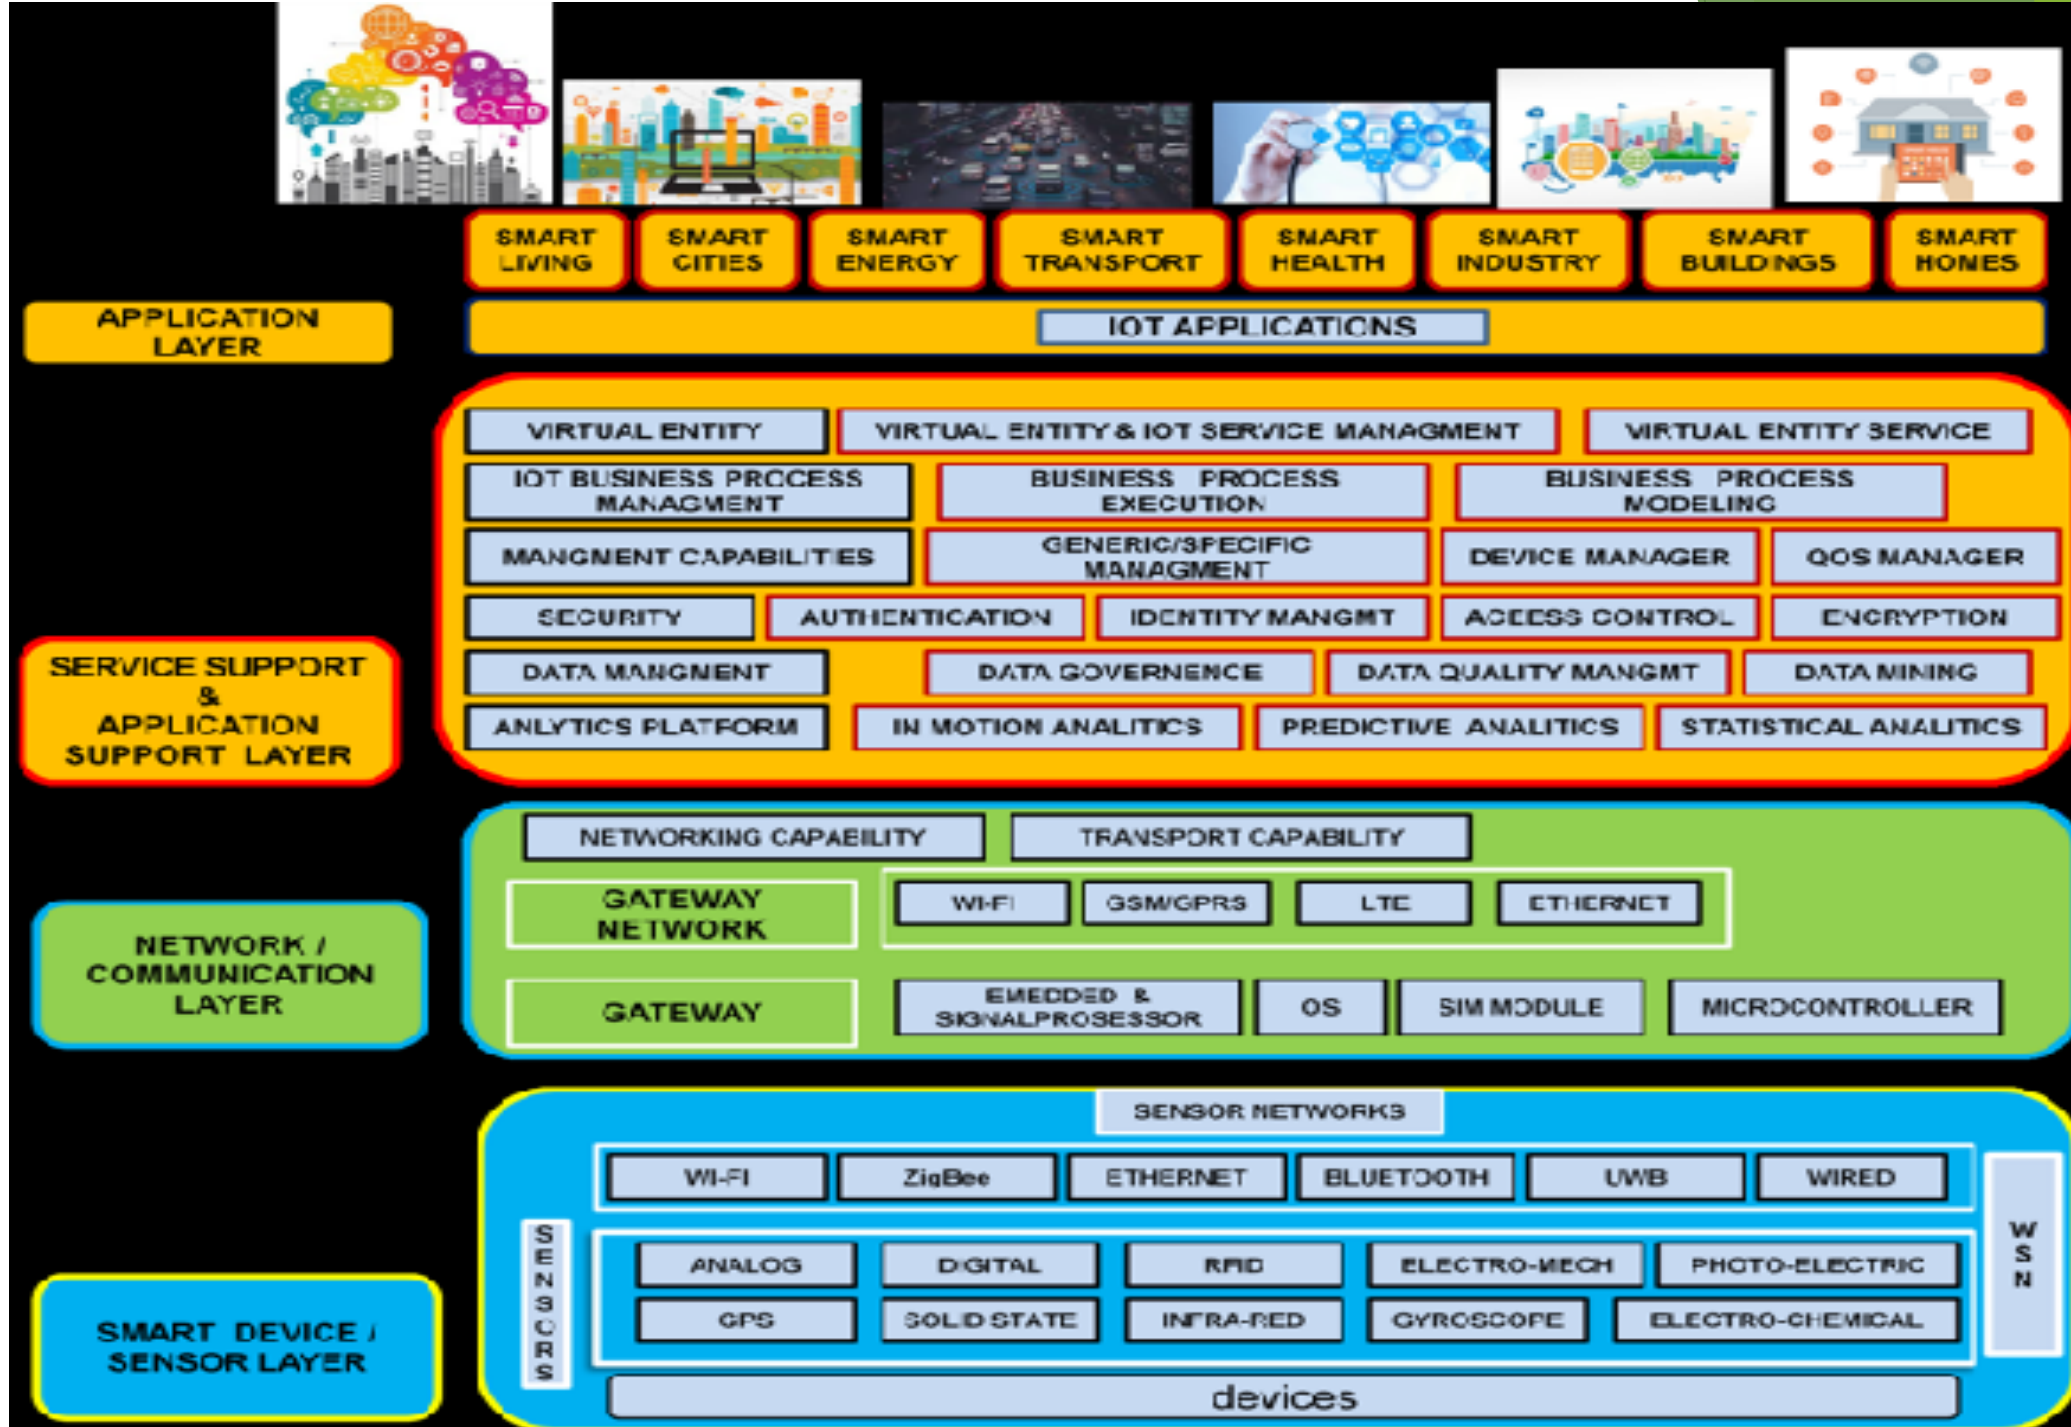 SMART
LIVING
SMART
CITIES
SMART
ENERGY
SMART
TRANSPORT
SMART
HEALTH
SMART
INDUSTRY
SMART
BUILDINGS
SMART
HOMES
APPLICATION
LAYER
IOT APPLICATIONS
VIRTUAL ENTITY
VIRTUAL ENTITY & IOT SERVICE MANAGMENT
VIRTUAL ENTITY SERVICE
IOT BUSINESS PROCESS
MANAGMENT
BUSINESS PROCESS
EXECUTION
BUSINESS PROCESS
MODELING
MANGMENT CAPABILITIES
GENERIC/SPECIFIC
MANAGMENT
DEVICE MANAGER
QOS MANAGER
SECURITY
AUTHENTICATION
IDENTITY MANGMT
ACEESS CONTROL
ENCRYPTION
SERVICE SUPPORT
&
APPLICATION
SUPPORT LAYER
DATA MANGMENT
DATA GOVERNENCE
DATA QUALITY MANGMT
DATA MINING
ANLYTICS PLATFORM
IN MOTION ANALITICS
PREDICTIVE ANALITICS
STATISTICAL ANALITICS
NETWORKING CAPABILITY
TRANSPORT CAPABILITY
GATEWAY
NETWORK
WI-FI
GSM/GPRS
LTE
ETHERNET
NETWORK /
COMMUNICATION
LAYER
GATEWAY
EMEDDED &
SIGNALPROSESSOR
OS
SIM MODULE
MICROCONTROLLER
SENSOR NETWORKS
WI-FI
ZigBee
ETHERNET
BLUETOOTH
UWB
WIRED
SENSORS
ANALOG
DIGITAL
RFID
ELECTRO-MECH
PHOTO-ELECTRIC
WSN
GPS
SOLID STATE
INFRA-RED
GYROSCOPE
ELECTRO-CHEMICAL
SMART DEVICE /
SENSOR LAYER
devices